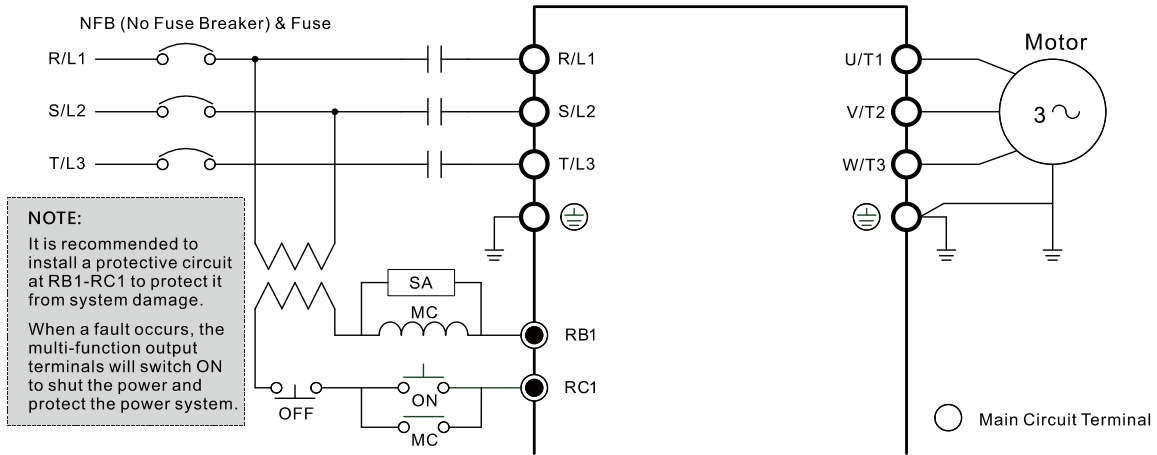 NFB (No Fuse Breaker) & Fuse
R/L1
S/L2
T/L3
R/L1
S/L2
T/L3
U/T1
V/T2
W/T3
Motor
3
NOTE:
It is recommended to
install a protective circuit
at RB1-RC1 to protect it
from system damage.
When a fault occurs, the
multi-function output
terminals will switch ON
to shut the power and
protect the power system.
SA
MC
RB1
RC1
OFF
ON
MC
Main Circuit Terminal